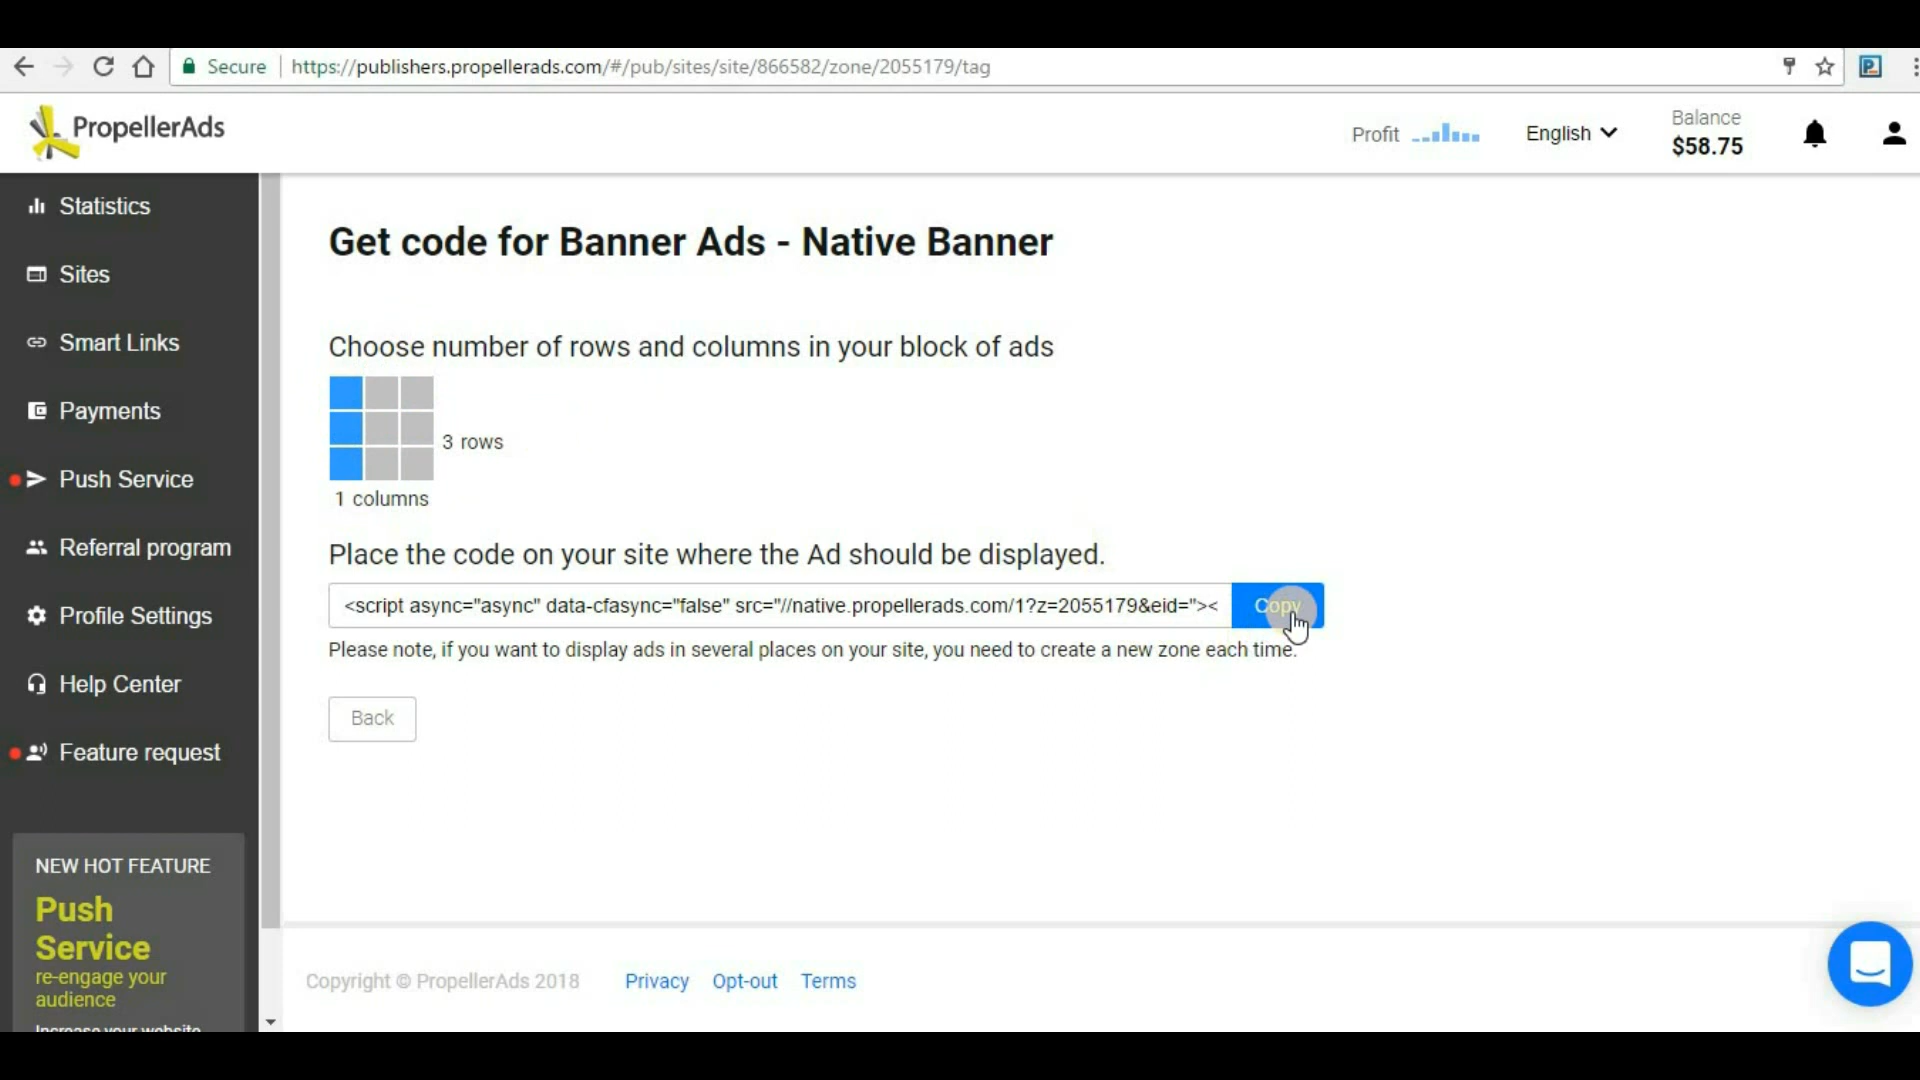 Secure
https://publishers.propellerads.com/#/pub/sites/site/866582/zone/2055179/tag
PropellerAds
Profit
English
Balance
$58.75
Statistics
Sites
Smart Links
Payments
Push Service
Referral program
Profile Settings
Help Center
Feature request
NEW HOT FEATURE
Push
Service
re-engage your
audience
Increase your website
Get code for Banner Ads - Native Banner
Choose number of rows and columns in your block of ads
3 rows
1 columns
Place the code on your site where the Ad should be displayed.
<script async="async" data-cfasync="false" src="//native.propellerads.com/1?z=2055179&eid="><
Copy
Please note, if you want to display ads in several places on your site, you need to create a new zone each time.
Back
Copyright © PropellerAds 2018
Privacy
Opt-out
Terms